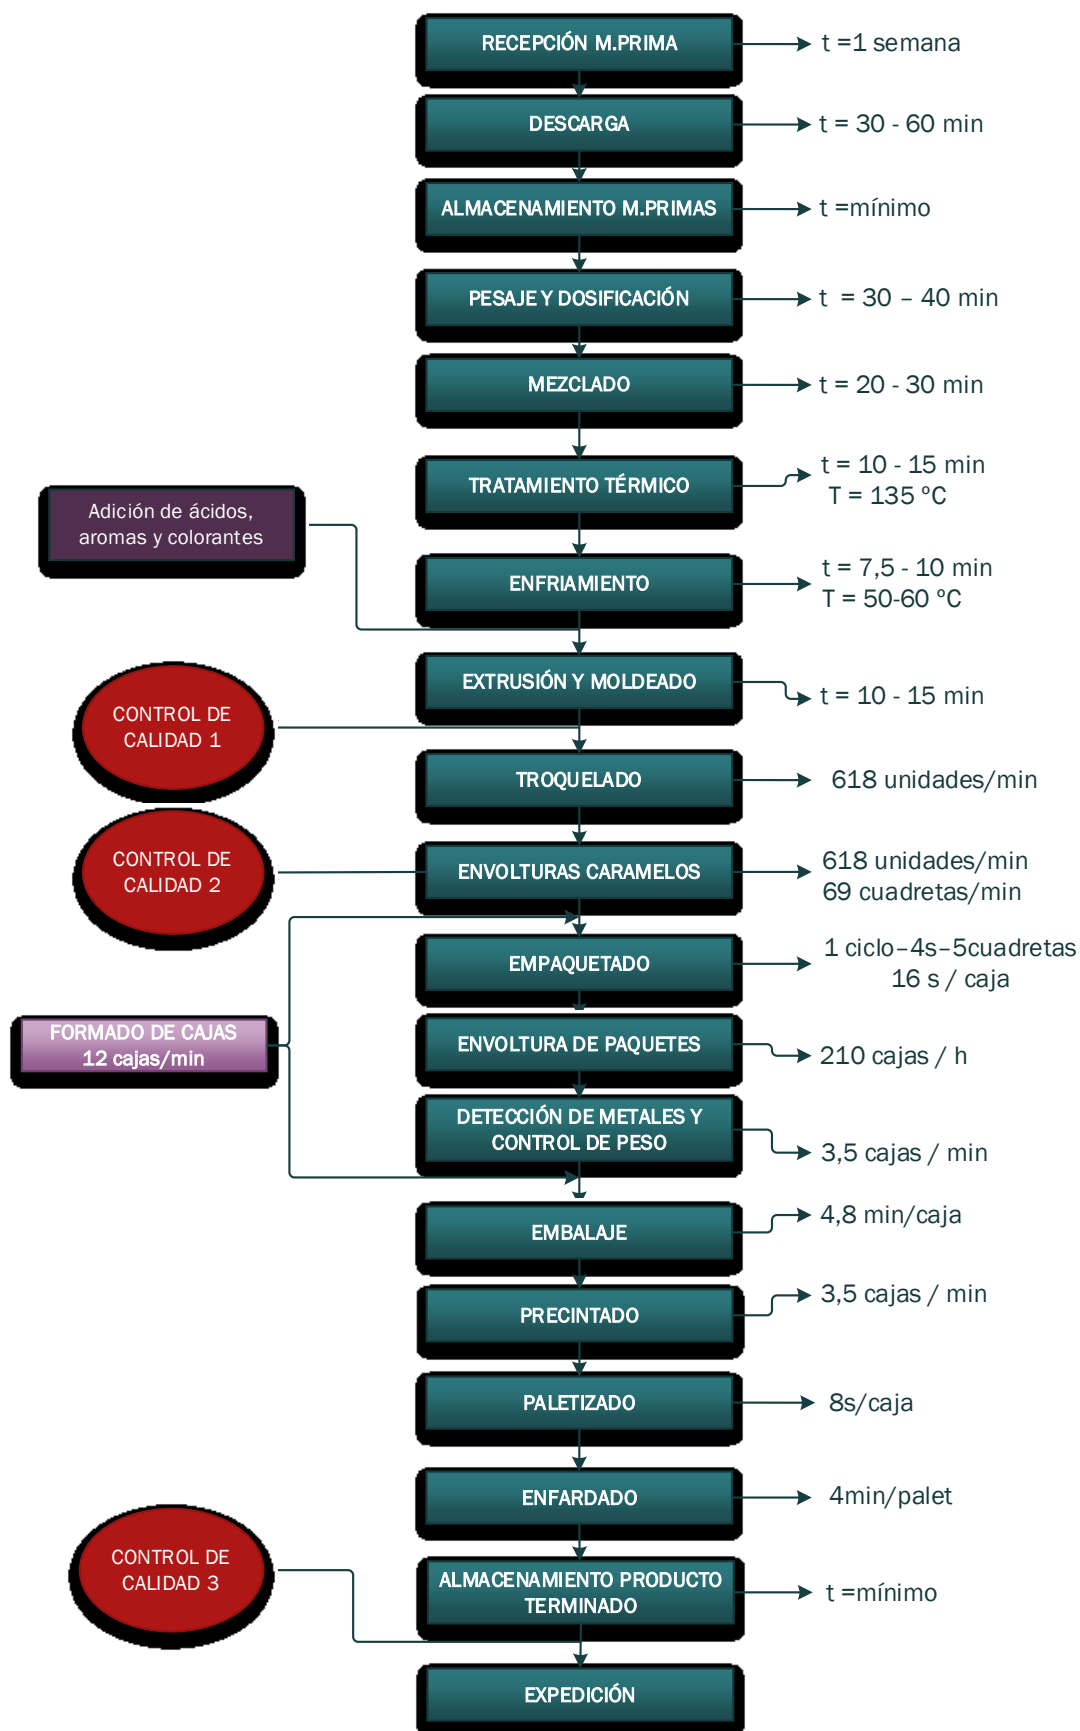 RECEPCIÓN M.PRIMA
t =1 semana
DESCARGA
t = 30 - 60 min
ALMACENAMIENTO M.PRIMAS
t =mínimo
PESAJE Y DOSIFICACIÓN
t  = 30 – 40 min
MEZCLADO
t = 20 - 30 min
TRATAMIENTO TÉRMICO
t = 10 - 15 min
T = 135 ºC
Adición de ácidos,
aromas y colorantes
ENFRIAMIENTO
t = 7,5 - 10 min
T = 50-60 ºC
EXTRUSIÓN Y MOLDEADO
t = 10 - 15 min
CONTROL DE
CALIDAD 1
TROQUELADO
618 unidades/min
CONTROL DE
CALIDAD 2
ENVOLTURAS CARAMELOS
618 unidades/min
69 cuadretas/min
EMPAQUETADO
1 ciclo–4s–5cuadretas
16 s / caja
FORMADO DE CAJAS
12 cajas/min
ENVOLTURA DE PAQUETES
210 cajas / h
DETECCIÓN DE METALES Y
CONTROL DE PESO
3,5 cajas / min
EMBALAJE
4,8 min/caja
PRECINTADO
3,5 cajas / min
PALETIZADO
8s/caja
ENFARDADO
4min/palet
CONTROL DE
CALIDAD 3
ALMACENAMIENTO PRODUCTO
TERMINADO
t =mínimo
EXPEDICIÓN